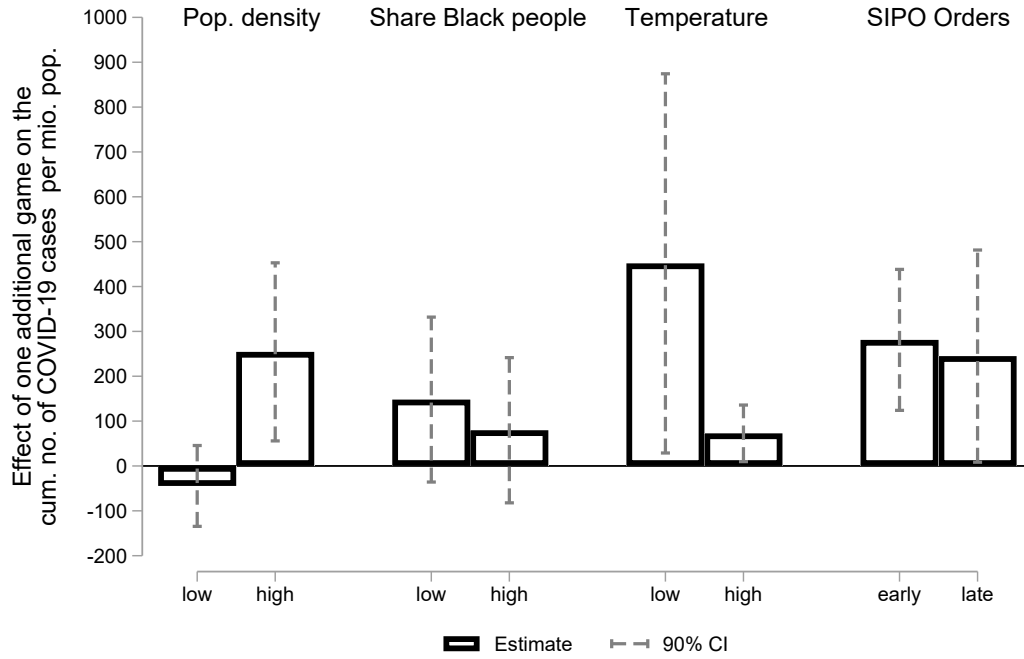 Pop. density Share Black people Temperature SIPO Orders
Effect of one additional game on the
cum. no. of COVID-19 cases per mio. pop.
1000
900
800
700
600
500
400
300
200
100
0
-100
-200
low high low high low high early late
Estimate 90% CI